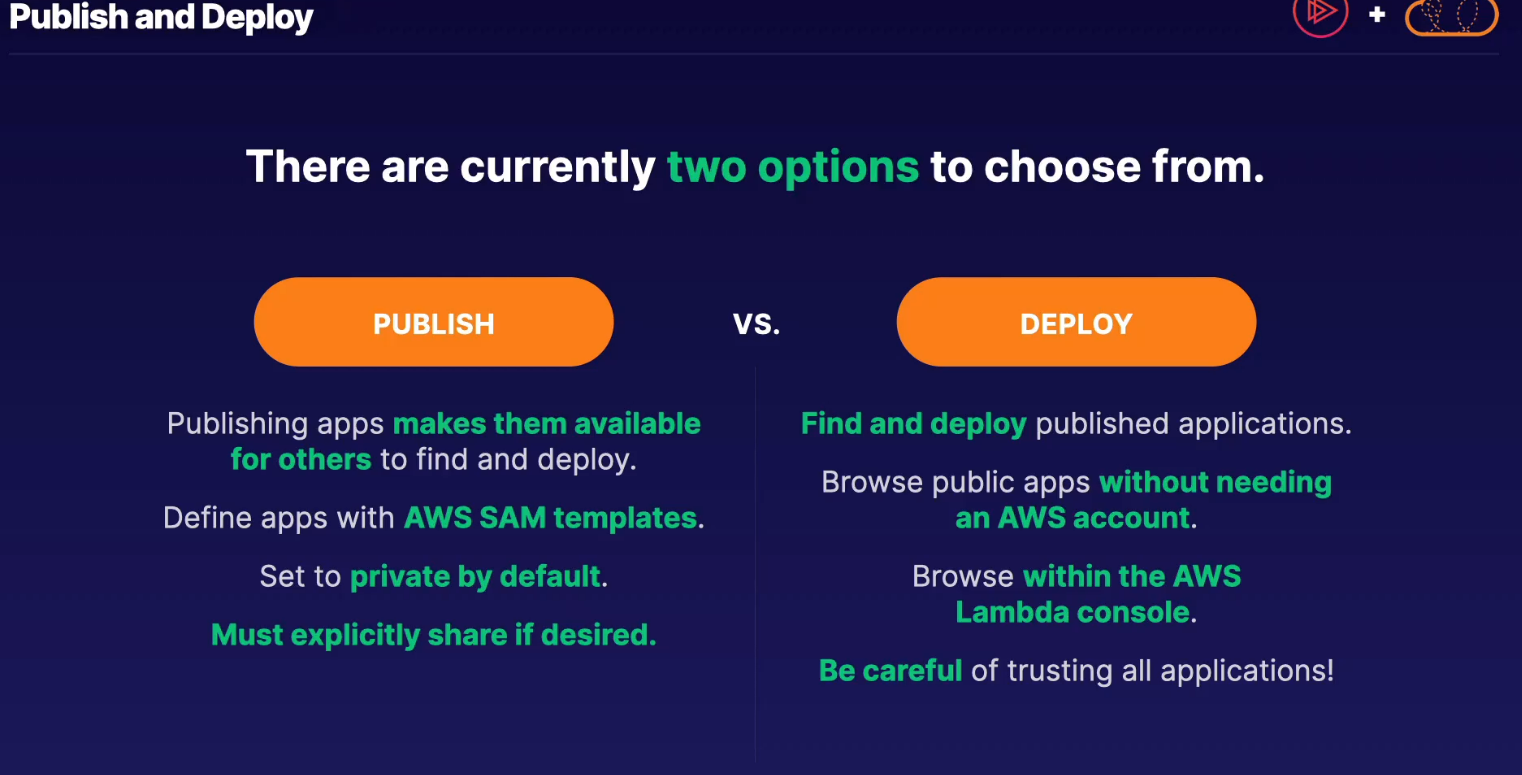 Publish and Deploy
+
There are currently two options to choose from.
PUBLISH
VS.
DEPLOY
Publishing apps makes them available
for others to find and deploy.
Define apps with AWS SAM templates.
Set to private by default.
Must explicitly share if desired.
Find and deploy published applications.
Browse public apps without needing
an AWS account.
Browse within the AWS
Lambda console.
Be careful of trusting all applications!